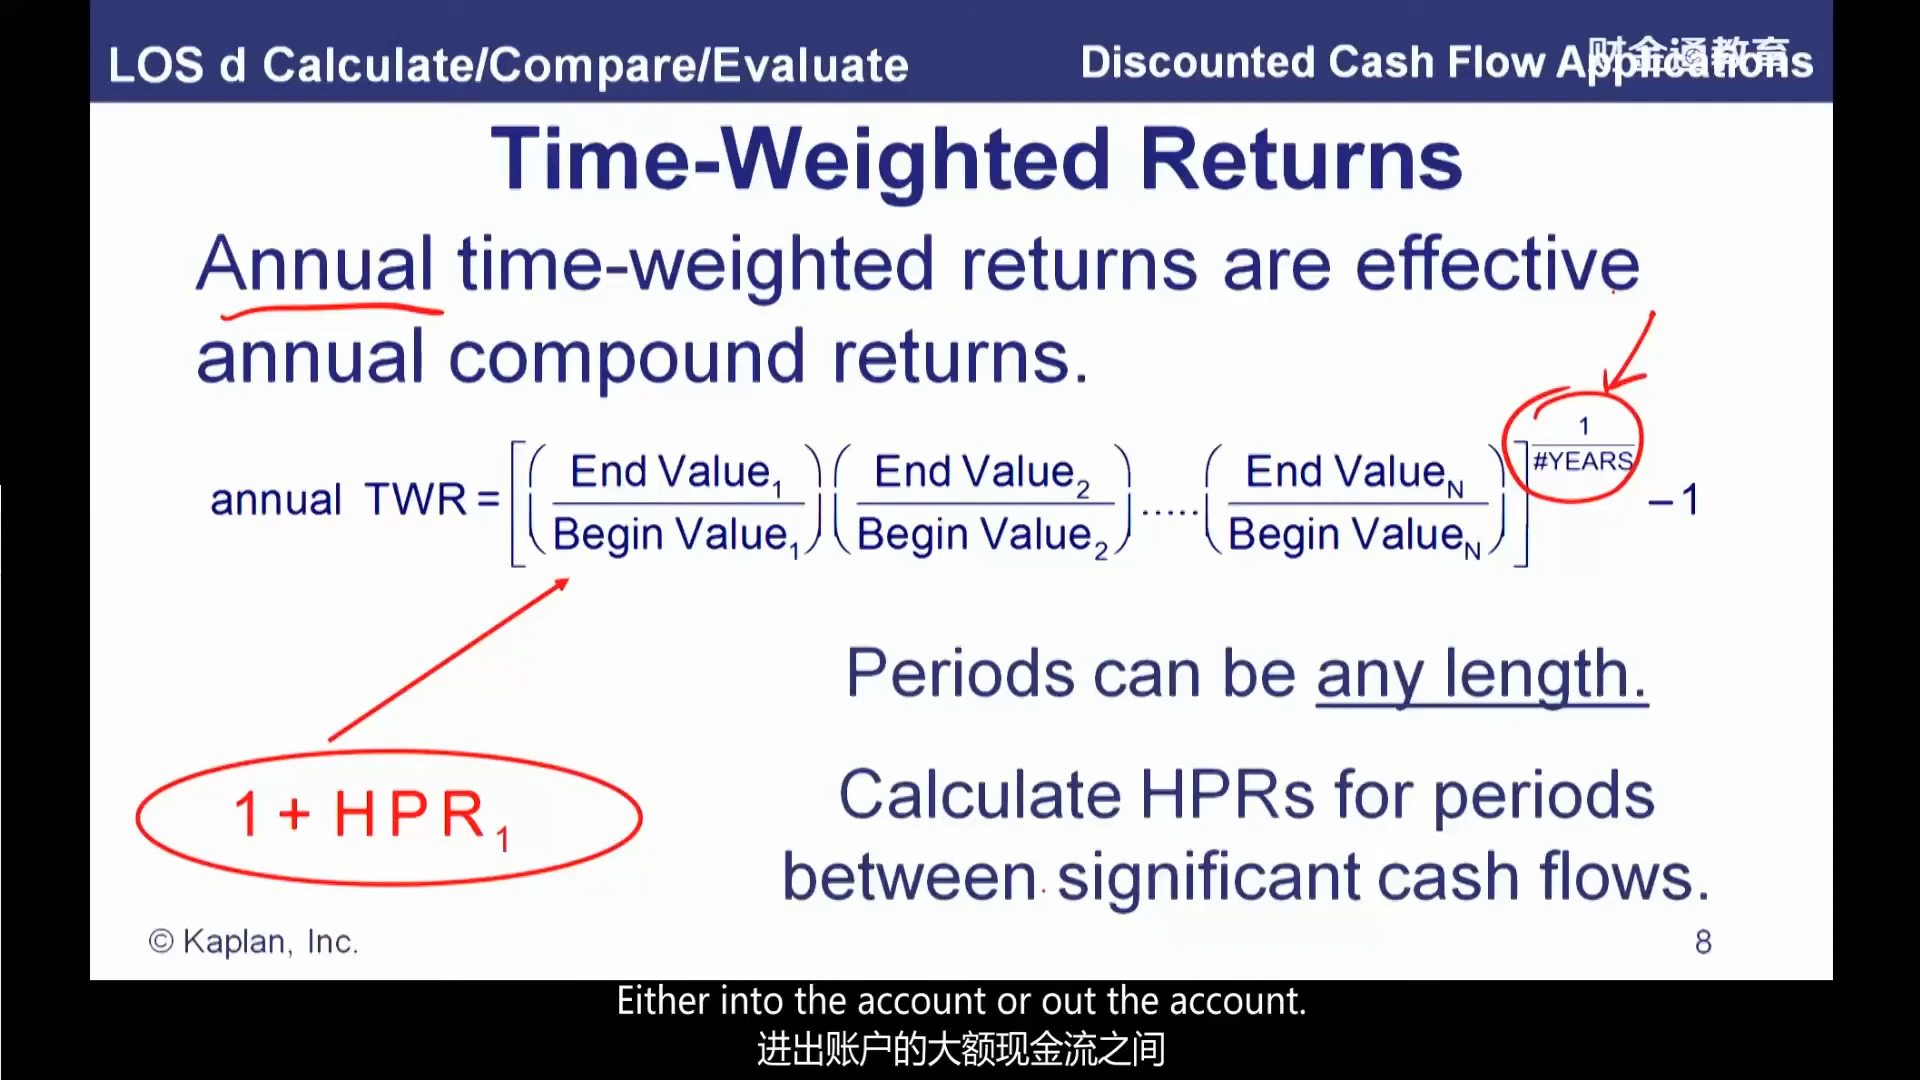 LOS d Calculate/Compare/Evaluate
Discounted Cash Flow Applications
财金通教育
Time-Weighted Returns
Annual time-weighted returns are effective
annual compound returns.
annual TWR = [(End Value₁ / Begin Value₁)(End Value₂ / Begin Value₂).....(End Value_N / Begin Value_N)]^(1/#YEARS) – 1
Periods can be any length.
1 + HPR₁
Calculate HPRs for periods
between significant cash flows.
© Kaplan, Inc.
8
Either into the account or out the account.
进出账户的大额现金流之间